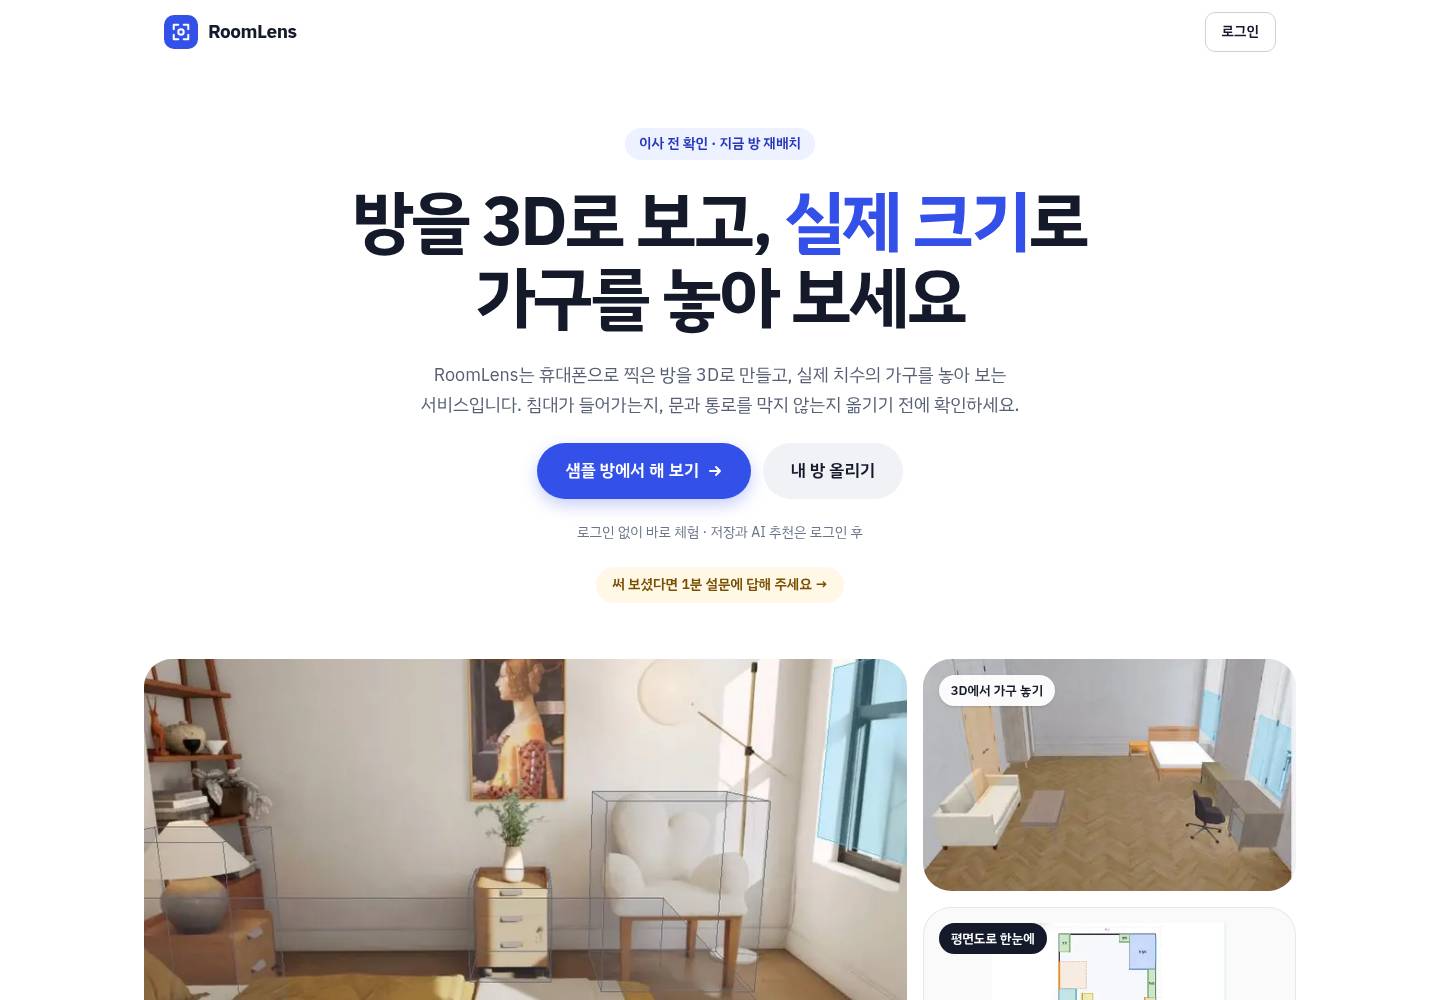 RoomLens
로그인
이사 전 확인 · 지금 방 재배치
방을 3D로 보고, 실제 크기로
가구를 놓아 보세요
RoomLens는 휴대폰으로 찍은 방을 3D로 만들고, 실제 치수의 가구를 놓아 보는
서비스입니다. 침대가 들어가는지, 문과 통로를 막지 않는지 옮기기 전에 확인하세요.
샘플 방에서 해 보기 →
내 방 올리기
로그인 없이 바로 체험 · 저장과 AI 추천은 로그인 후
써 보셨다면 1분 설문에 답해 주세요 →
3D에서 가구 놓기
평면도로 한눈에